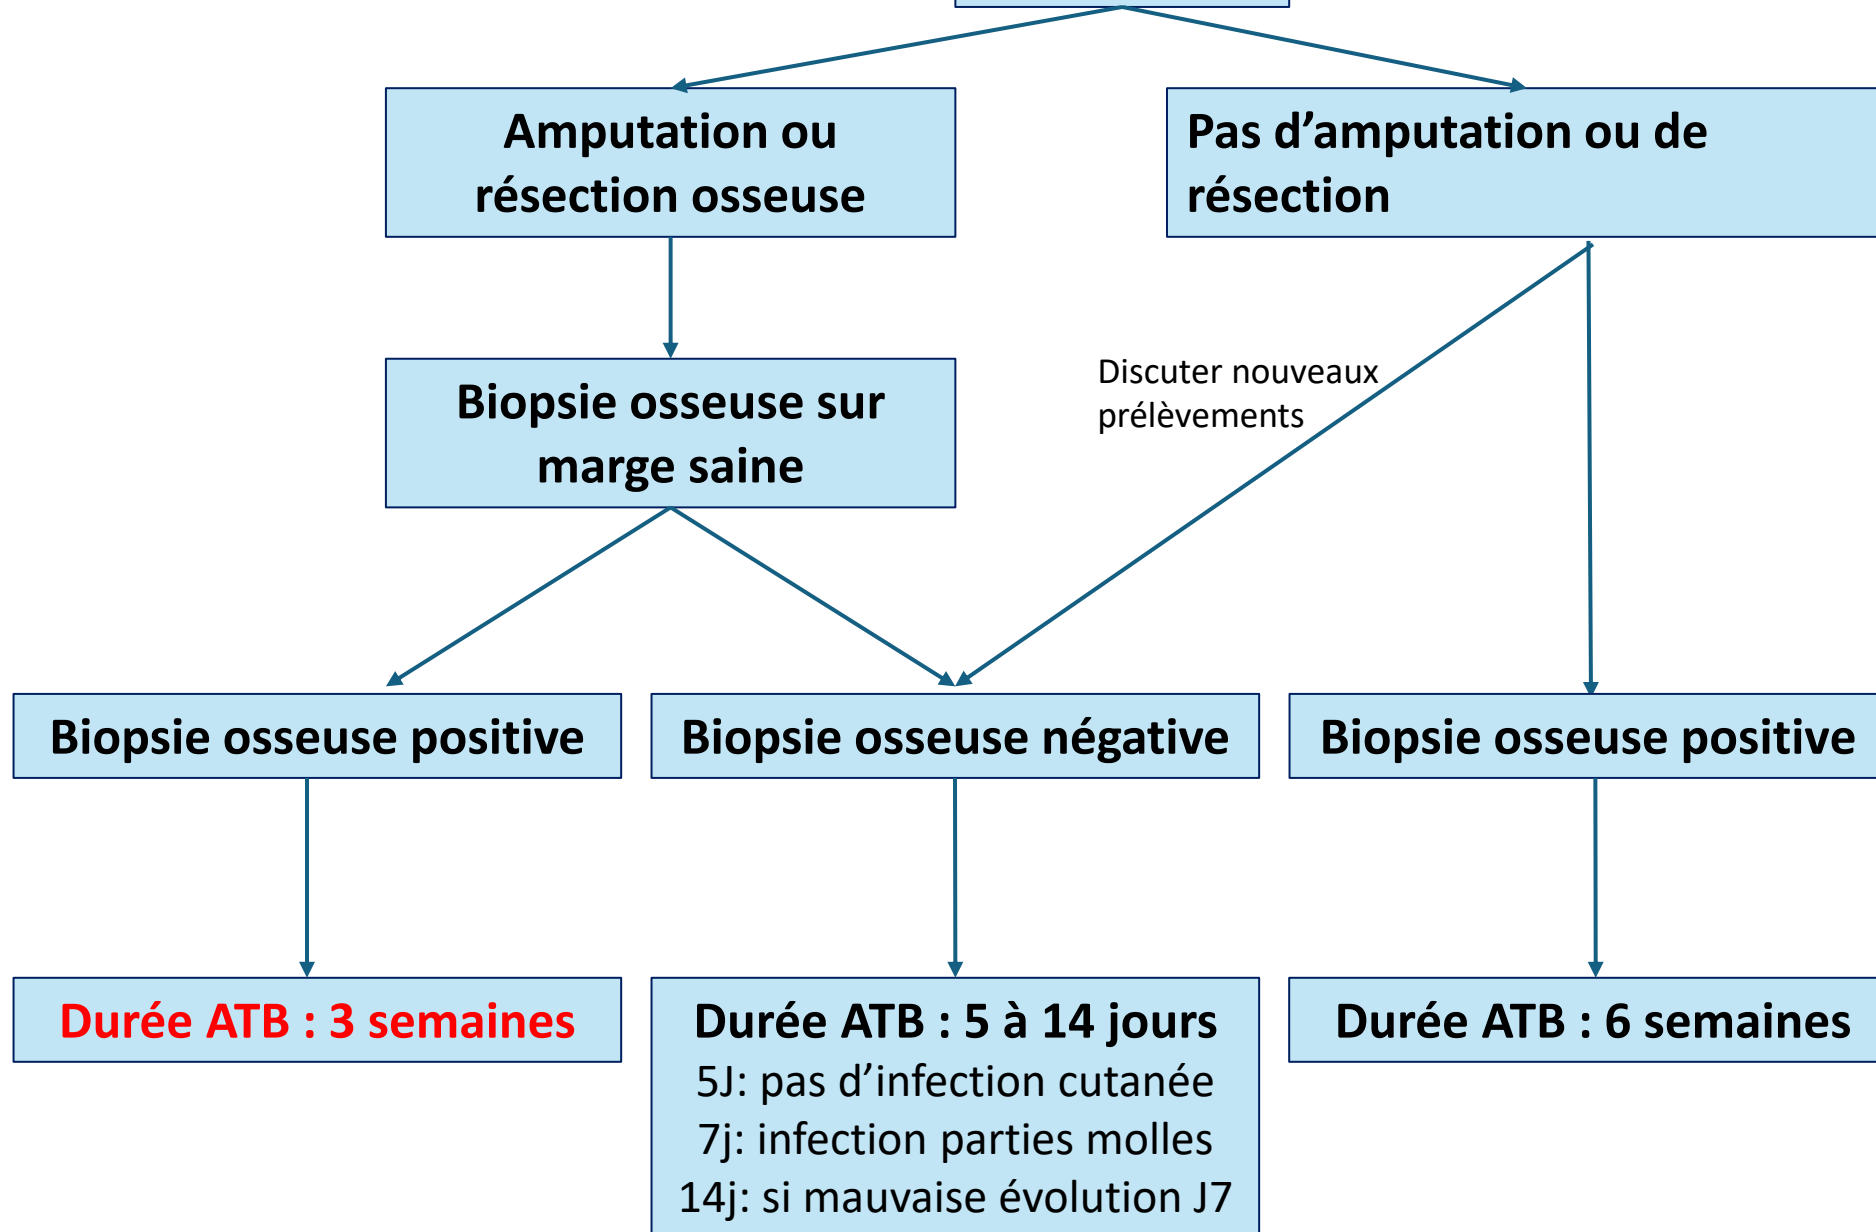 Amputation ou
résection osseuse
Pas d’amputation ou de
résection
Biopsie osseuse sur
marge saine
Discuter nouveaux
prélèvements
Biopsie osseuse positive
Biopsie osseuse négative
Biopsie osseuse positive
Durée ATB : 3 semaines
Durée ATB : 5 à 14 jours
5J: pas d’infection cutanée
7j: infection parties molles
14j: si mauvaise évolution J7
Durée ATB : 6 semaines